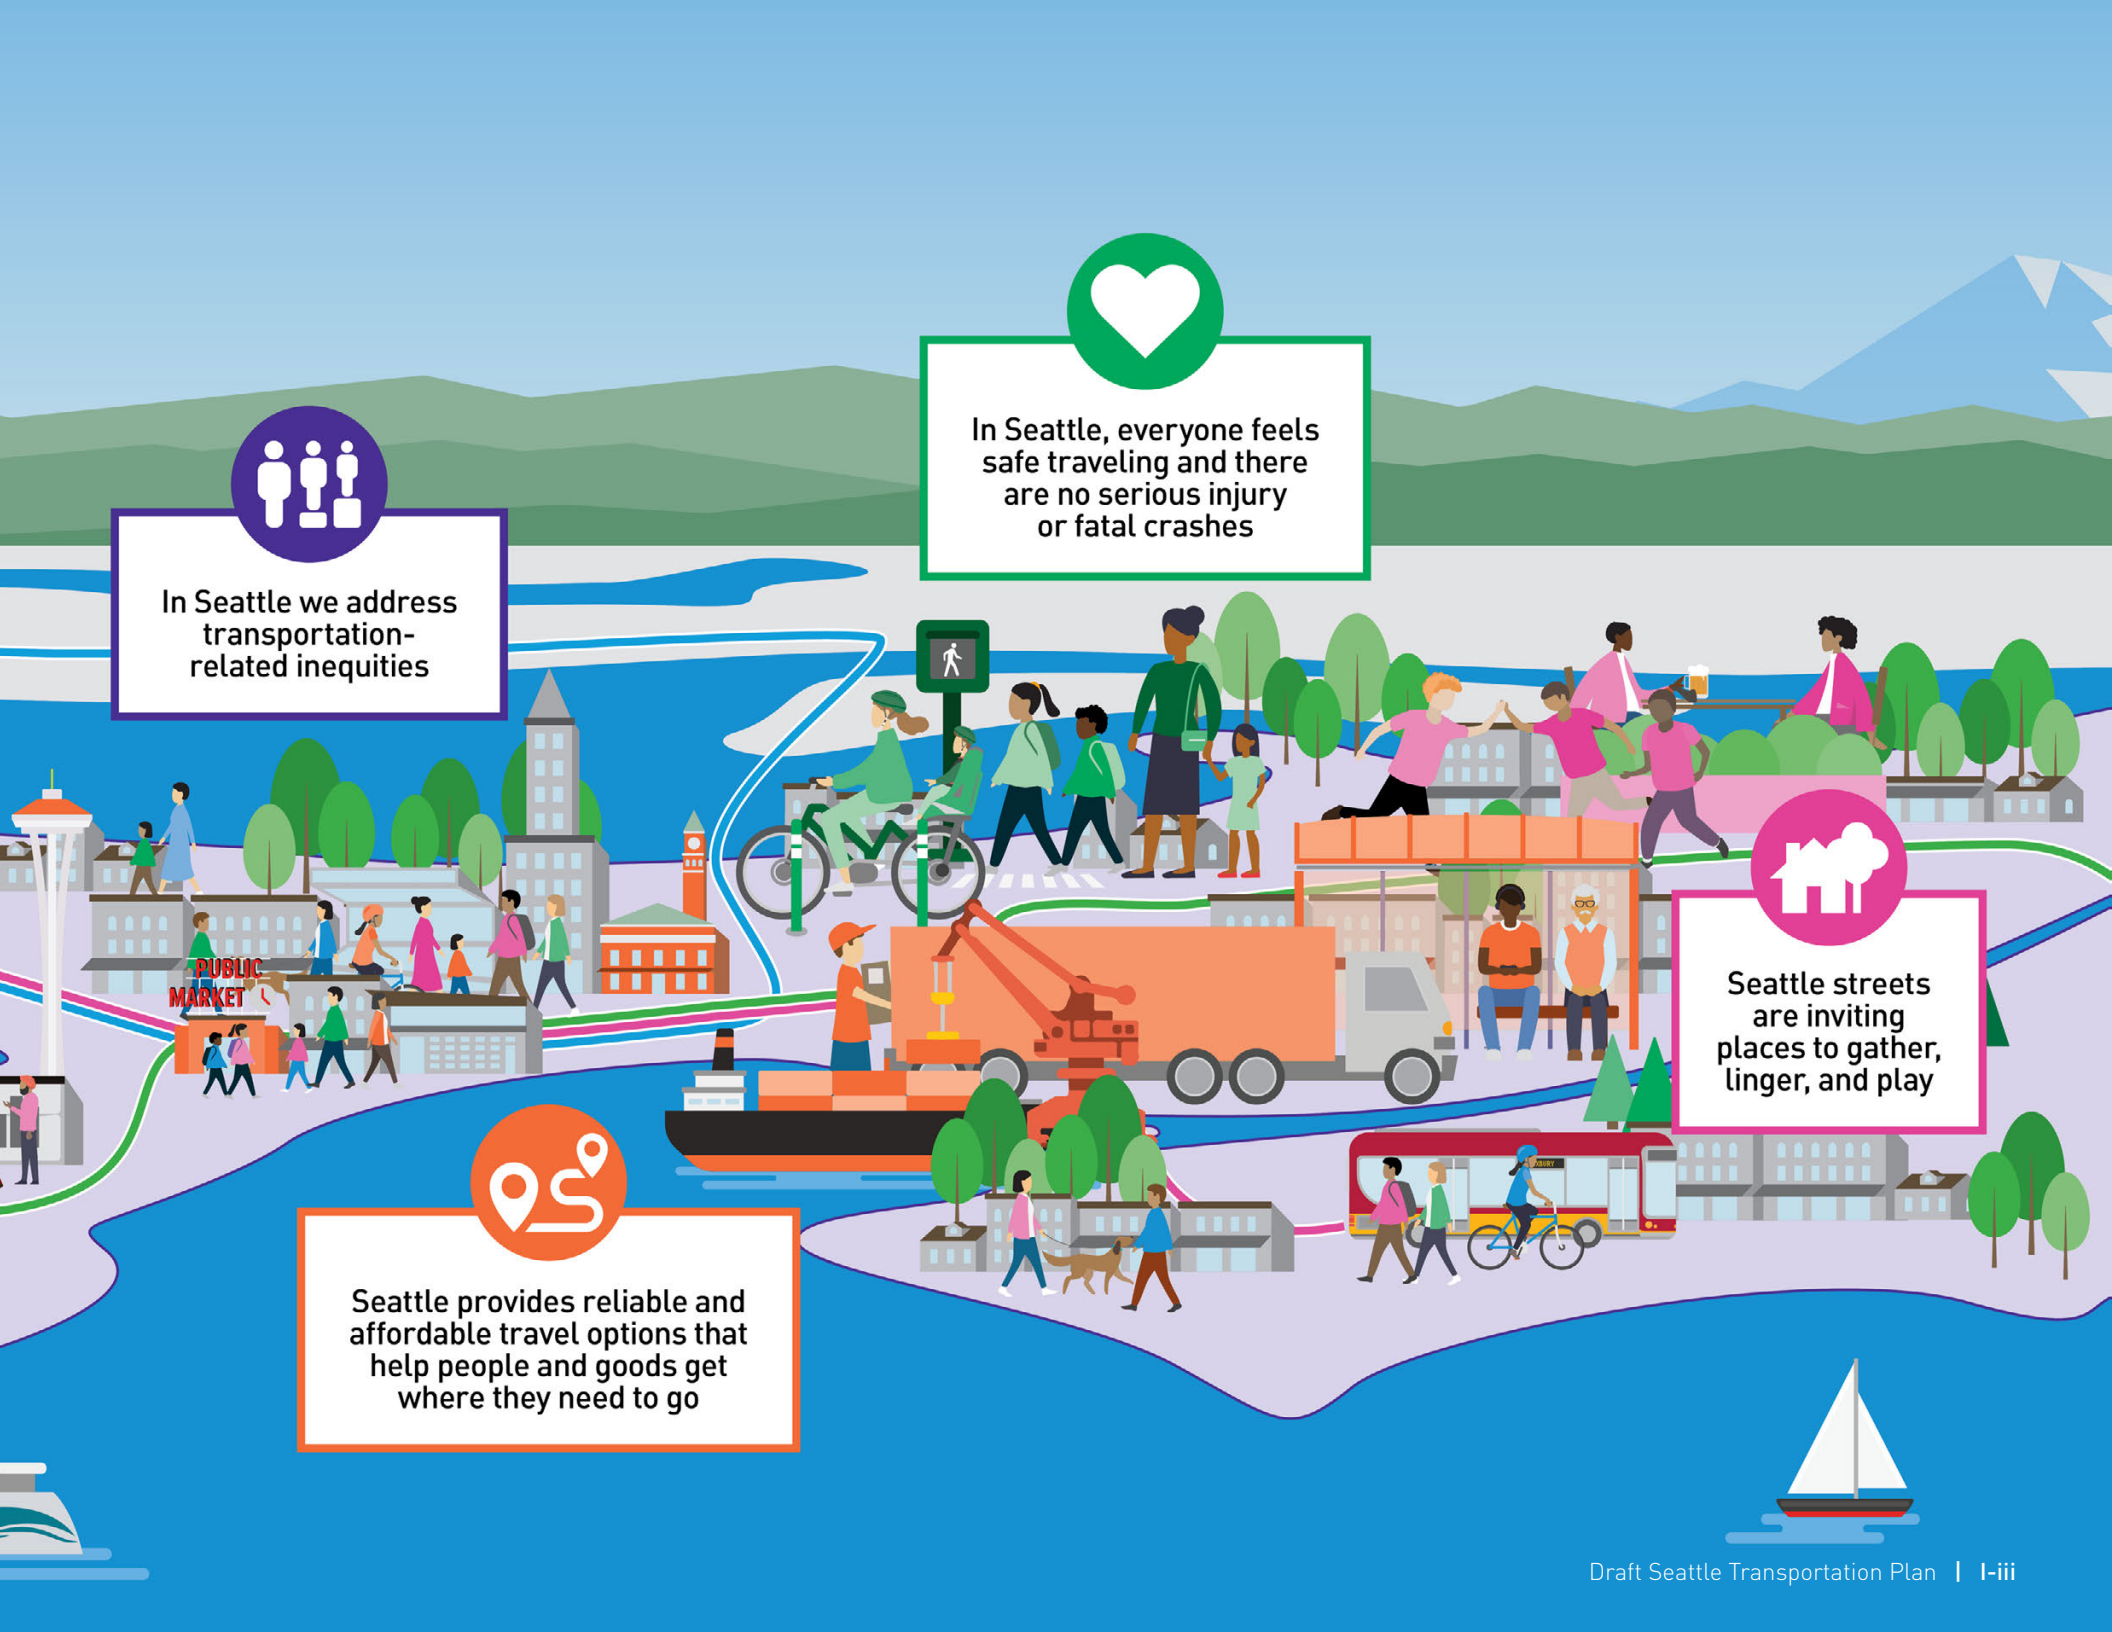 In Seattle, everyone feels
safe traveling and there
are no serious injury
or fatal crashes
In Seattle we address
transportation-
related inequities
PUBLIC
MARKET
Seattle streets
are inviting
places to gather,
linger, and play
Seattle provides reliable and
affordable travel options that
help people and goods get
where they need to go
Draft Seattle Transportation Plan | I-iii